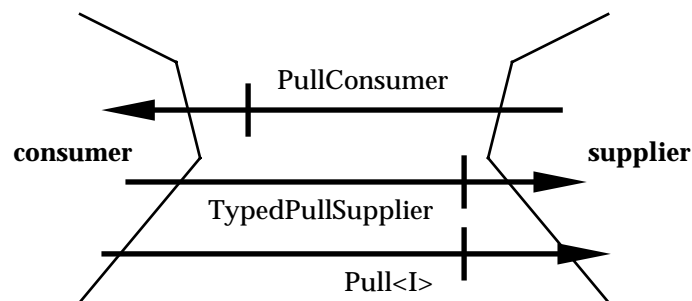 PullConsumer
consumer
supplier
TypedPullSupplier
Pull<I>